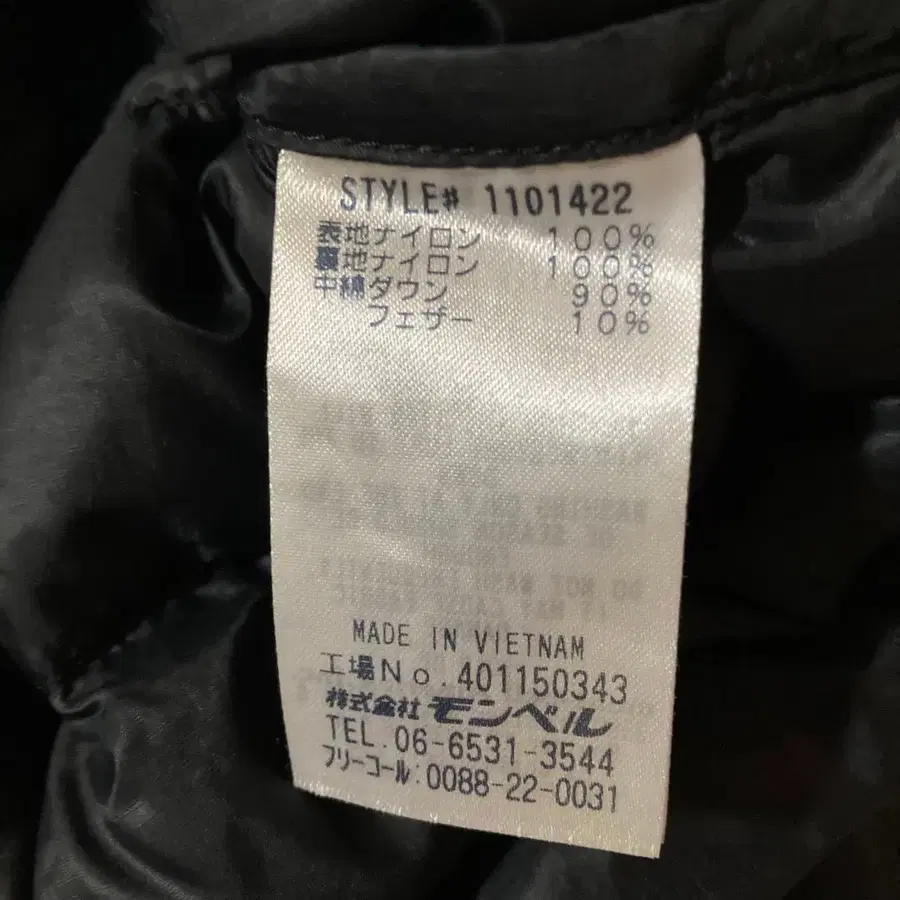 STYLE# 1101422
表地ナイロン 100%
裏地ナイロン 100%
中綿ダウン 90%
フェザー 10%
MADE IN VIETNAM
工場No.401150343
株式会社 モンベル
TEL.06-6531-3544
フリーコール:0088-22-0031